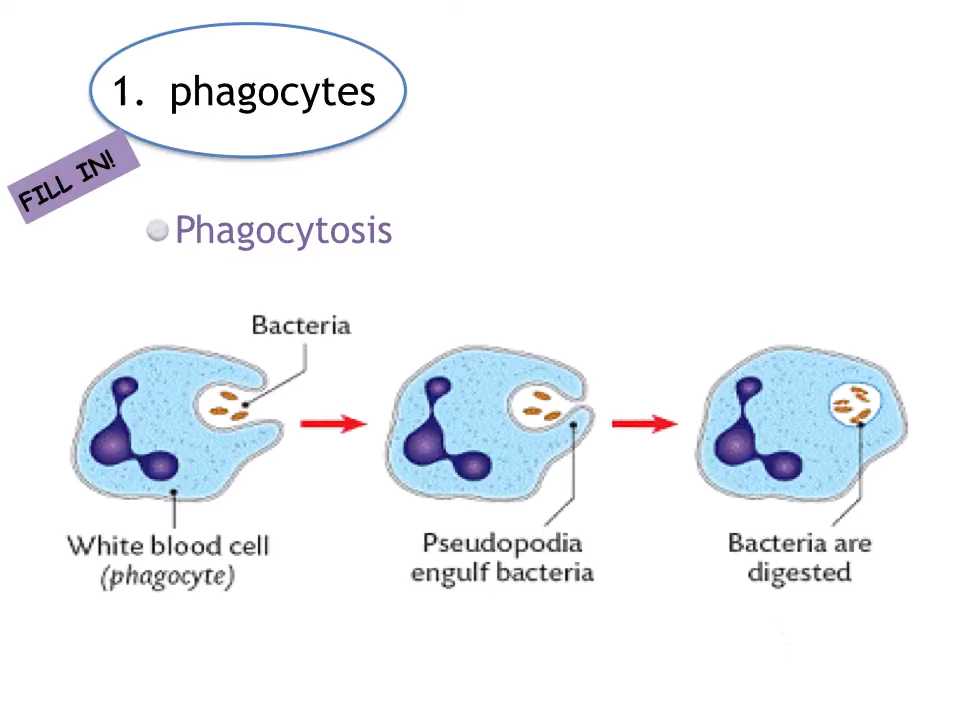 1. phagocytes
FILL IN!
Phagocytosis
Bacteria
White blood cell
(phagocyte)
Pseudopodia
engulf bacteria
Bacteria are
digested